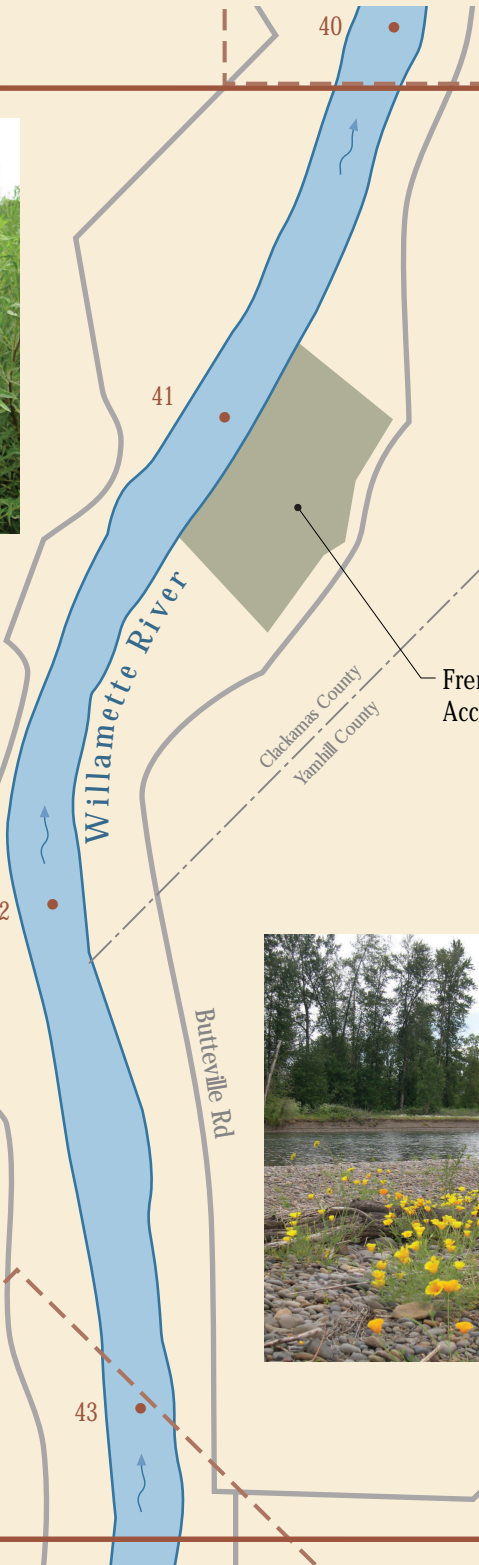 40
41
Willamette River
Clackamas County
Yamhill County
Butteville Rd
43